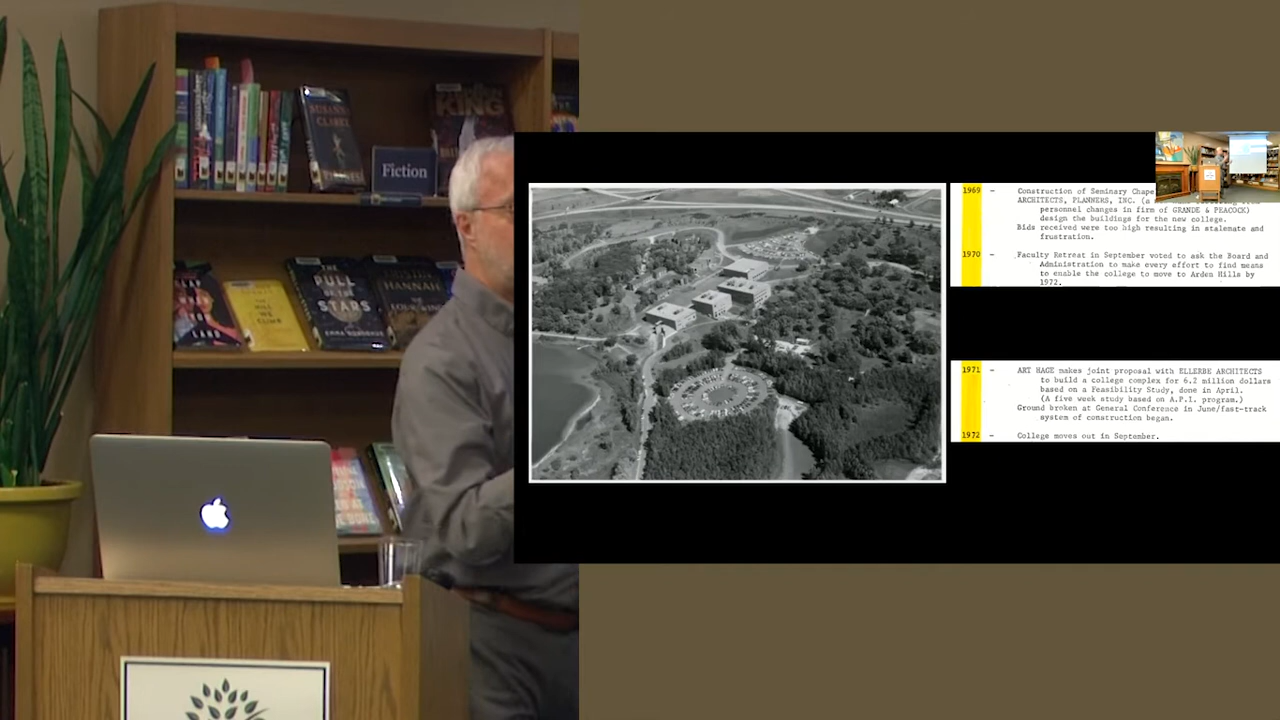 SUSANNA
CLARKE
KING
Fiction
THE
PULL
OF THE
STARS
HANNAH
1969 - Construction of Seminary Chape
ARCHITECTS, PLANNERS, INC. (a
personnel changes in firm of GRANDE & PEACOCK)
design the buildings for the new college.
Bids received were too high resulting in stalemate and
frustration.
1970 - Faculty Retreat in September voted to ask the Board and
Administration to make every effort to find means
to enable the college to move to Arden Hills by
1972.
1971 - ART HAGE makes joint proposal with ELLERBE ARCHITECTS
to build a college complex for 6.2 million dollars
based on a Feasibility Study, done in April.
(A five week study based on A.P.I. program.)
Ground broken at General Conference in June/fast-track
system of construction began.
1972 - College moves out in September.